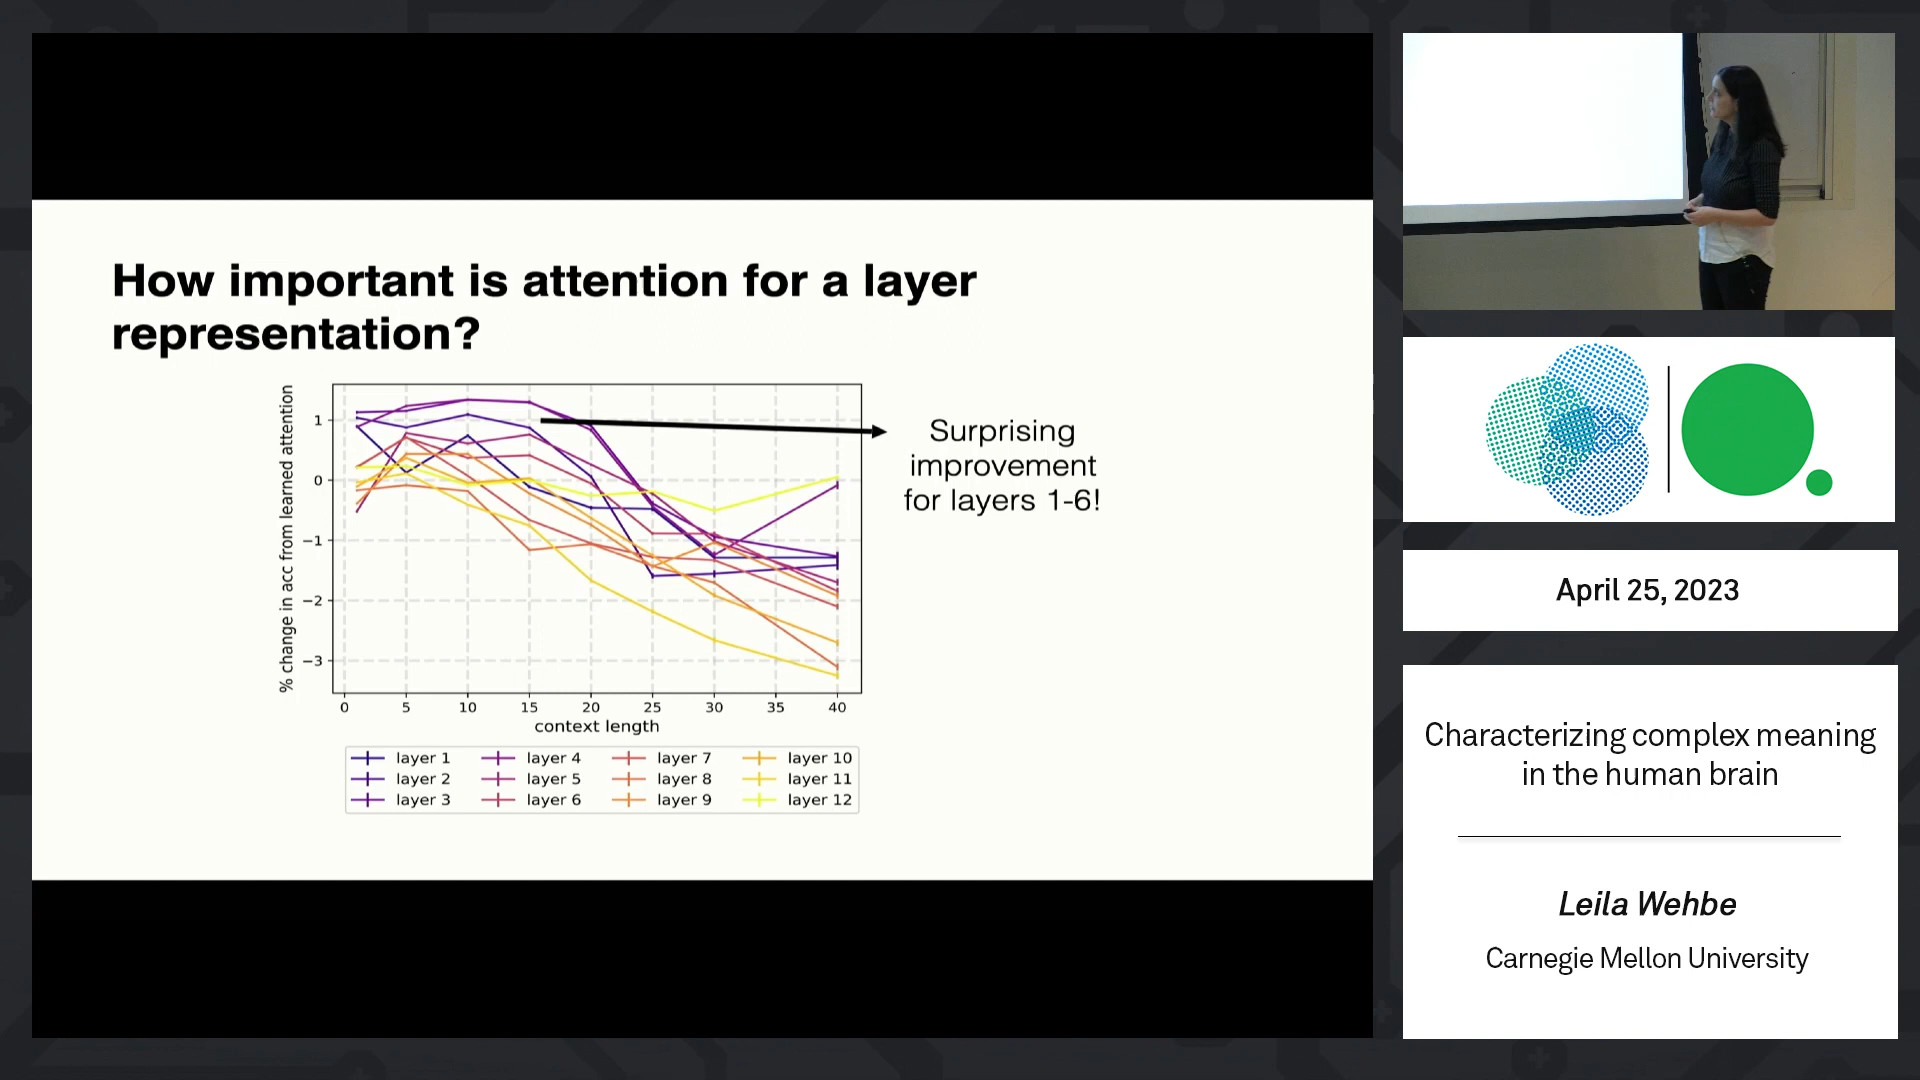 How important is attention for a layer
representation?
% change in acc from learned attention
1
0
−1
−2
−3
0 5 10 15 20 25 30 35 40
context length
layer 1 layer 4 layer 7 layer 10
layer 2 layer 5 layer 8 layer 11
layer 3 layer 6 layer 9 layer 12
Surprising
improvement
for layers 1-6!
April 25, 2023
Characterizing complex meaning
in the human brain
Leila Wehbe
Carnegie Mellon University